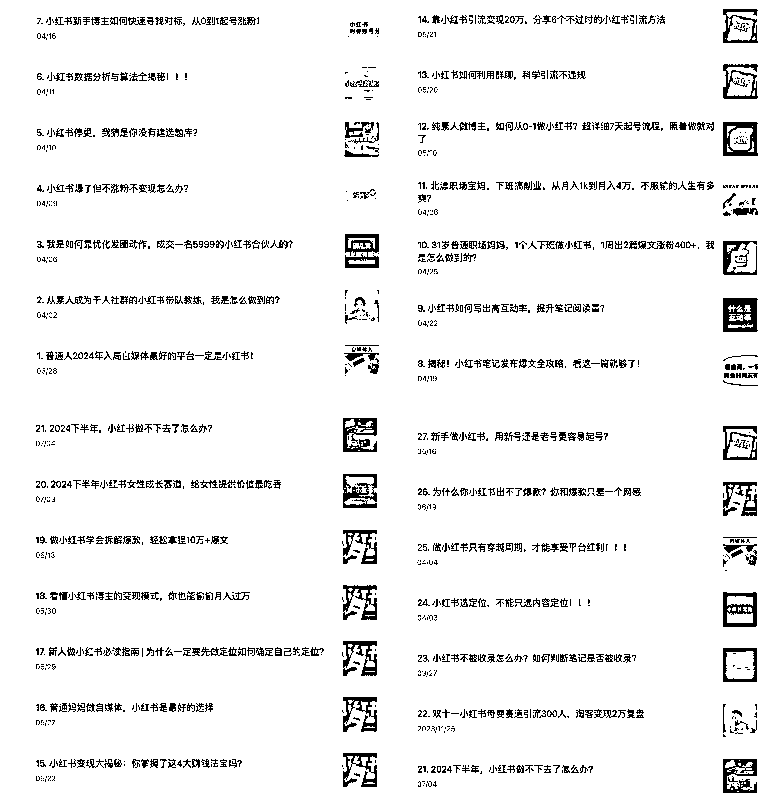 7. 小红书新手博主如何快速寻找对标，从0到1起号涨粉！
04/16
6. 小红书数据分析与算法全揭秘！！！
04/11
5. 小红书停更，我猜是你没有建选题库？
04/10
4. 小红书爆了但不涨粉不变现怎么办？
04/09
3. 我是如何靠优化发圈动作，成交一名5999的小红书合伙人的？
04/06
2. 从素人成为千人社群的小红书带队教练，我是怎么做到的？
04/02
1. 普通人2024年入局自媒体最好的平台一定是小红书！
03/28
14. 靠小红书引流变现20万，分享6个不过时的小红书引流方法
05/21
13. 小红书如何利用群聊，科学引流不违规
05/20
12. 纯素人做博主，如何从0-1做小红书？超详细7天起号流程，照着做就对
了
05/16
11. 北漂职场宝妈，下班搞副业，从月入1k到月入4万，不服输的人生有多
爽？
04/26
10. 31岁普通职场妈妈，1个人下班做小红书，1周出2篇爆文涨粉400+，我
是怎么做到的？
04/25
9. 小红书如何写出高互动率，提升笔记阅读量？
04/22
什么是
互动率
8. 揭秘！小红书笔记发布爆文全攻略，看这一篇就够了！
04/19
21. 2024下半年，小红书做不下去了怎么办？
07/04
20. 2024下半年小红书女性成长赛道，给女性提供价值最吃香
07/03
19. 做小红书学会拆解爆款，轻松拿捏10万+爆文
06/13
18. 看懂小红书博主的变现模式，你也能偷偷月入过万
05/30
17. 新人做小红书必读指南 | 为什么一定要先做定位如何确定自己的定位？
05/29
16. 普通妈妈做自媒体，小红书是最好的选择
05/27
15. 小红书变现大揭秘：你掌握了这4大赚钱法宝吗？
05/22
27. 新手做小红书，用新号还是老号更容易起号？
26. 为什么你小红书出不了爆款？你和爆款只差一个网感
06/19
25. 做小红书只有穿越周期，才能享受平台红利！！！
04/04
24. 小红书选定位，不能只选内容定位！！！
04/03
23. 小红书不被收录怎么办？如何判断笔记是否被收录？
03/27
22. 双十一小红书母婴赛道引流300人，淘客变现2万复盘
2023/11/25
21. 2024下半年，小红书做不下去了怎么办？
07/04